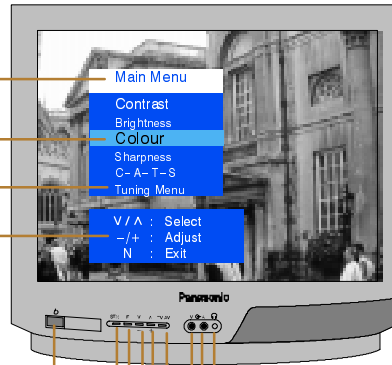 Main Menu
Contrast
Brightness
Colour
Sharpness
C-A-T-S
Tuning Menu
V/Λ : Select
−/+ : Adjust
N : Exit
Panasonic